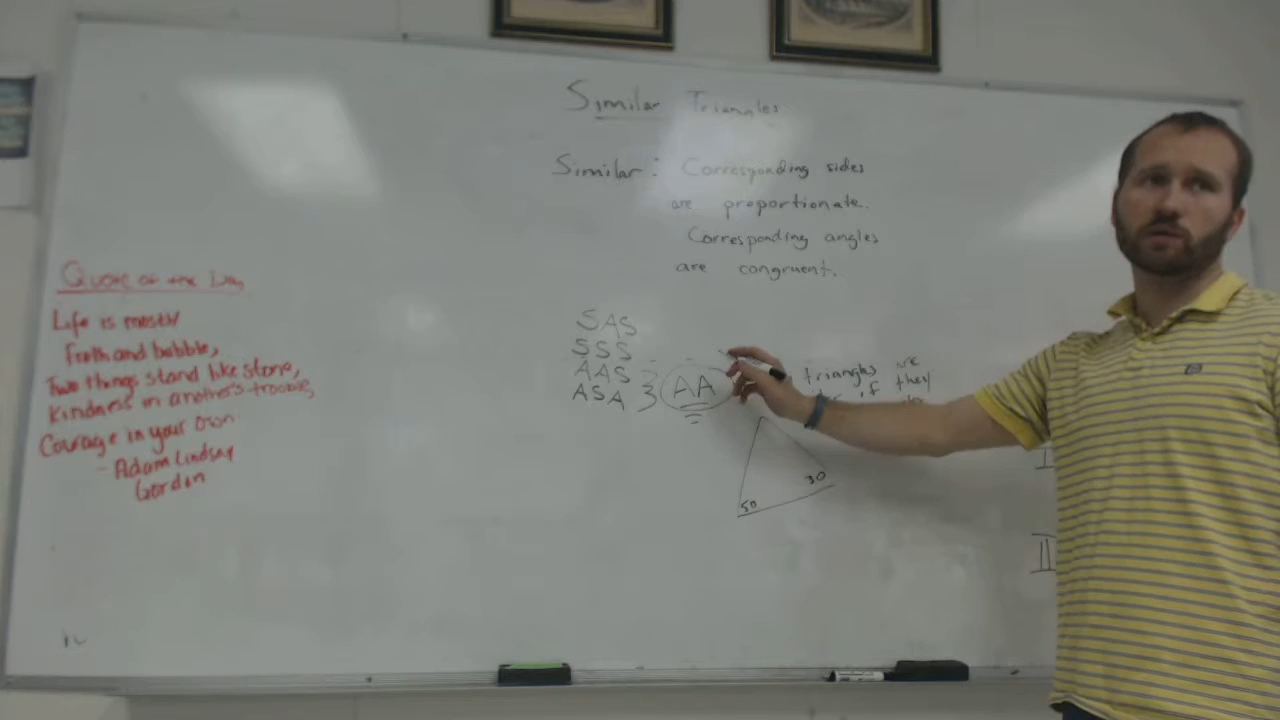 Similar Triangles
Similar: Corresponding sides
are proportionate.
Corresponding angles
are congruent.
Quote of the Day
Life is mostly
froth and bubble,
Two things stand like stone,
Kindness in another's trouble,
Courage in your own
- Adam Lindsay
Gordon
SAS
SSS
AAS
ASA
AA
triangles are
if they
50
30
I
II